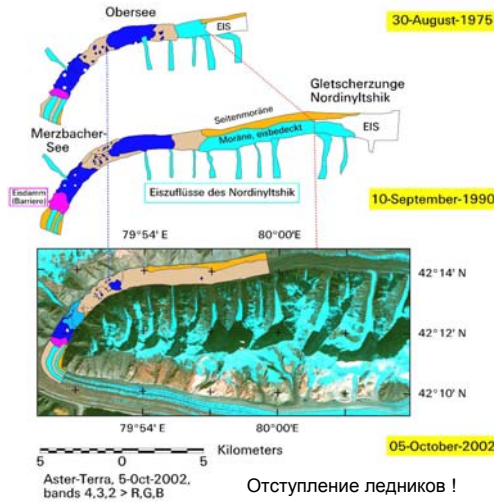 Obersee
30-August-1975
EIS
Gletscherzunge
Nordinyltshik
Seitenmoräne
Merzbacher-
See
Moräne, eisbedeckt
EIS
Eisdamm
(Barriere)
Eiszuflüsse des Nordinyltshik
10-September-1990
79°54' E
80°00'E
42°14' N
42°12' N
42°10' N
79°54' E
80°00' E
5 0 5
Kilometers
05-October-2002
Aster-Terra, 5-0ct-2002,
bands 4,3,2 > R,G,B
Отступление ледников !